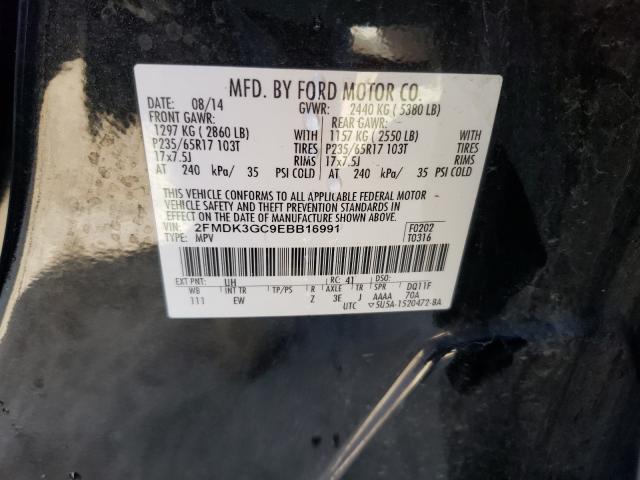 MFD. BY FORD MOTOR CO.
DATE: 08/14 GVWR: 2440 KG ( 5380 LB)
FRONT GAWR: REAR GAWR:
1297 KG ( 2860 LB) WITH 1157 KG ( 2550 LB) WITH
P235/65R17 103T TIRES P235/65R17 103T TIRES
17x7.5J RIMS 17x7.5J RIMS
AT 240 kPa/ 35 PSI COLD AT 240 kPa/ 35 PSI COLD
THIS VEHICLE CONFORMS TO ALL APPLICABLE FEDERAL MOTOR
VEHICLE SAFETY AND THEFT PREVENTION STANDARDS IN EFFECT
ON THE DATE OF MANUFACTURE SHOWN ABOVE.
VIN: 2FMDK3GC9EBB16991 F0202
TYPE: MPV T0316
EXT PNT: UH RC: 41 DSO: DQ11F
WB INT TR TP/PS R AXLE TR SPR
111 EW Z 3E J AAAA 70A
UTC 5U5A-1520472-BA